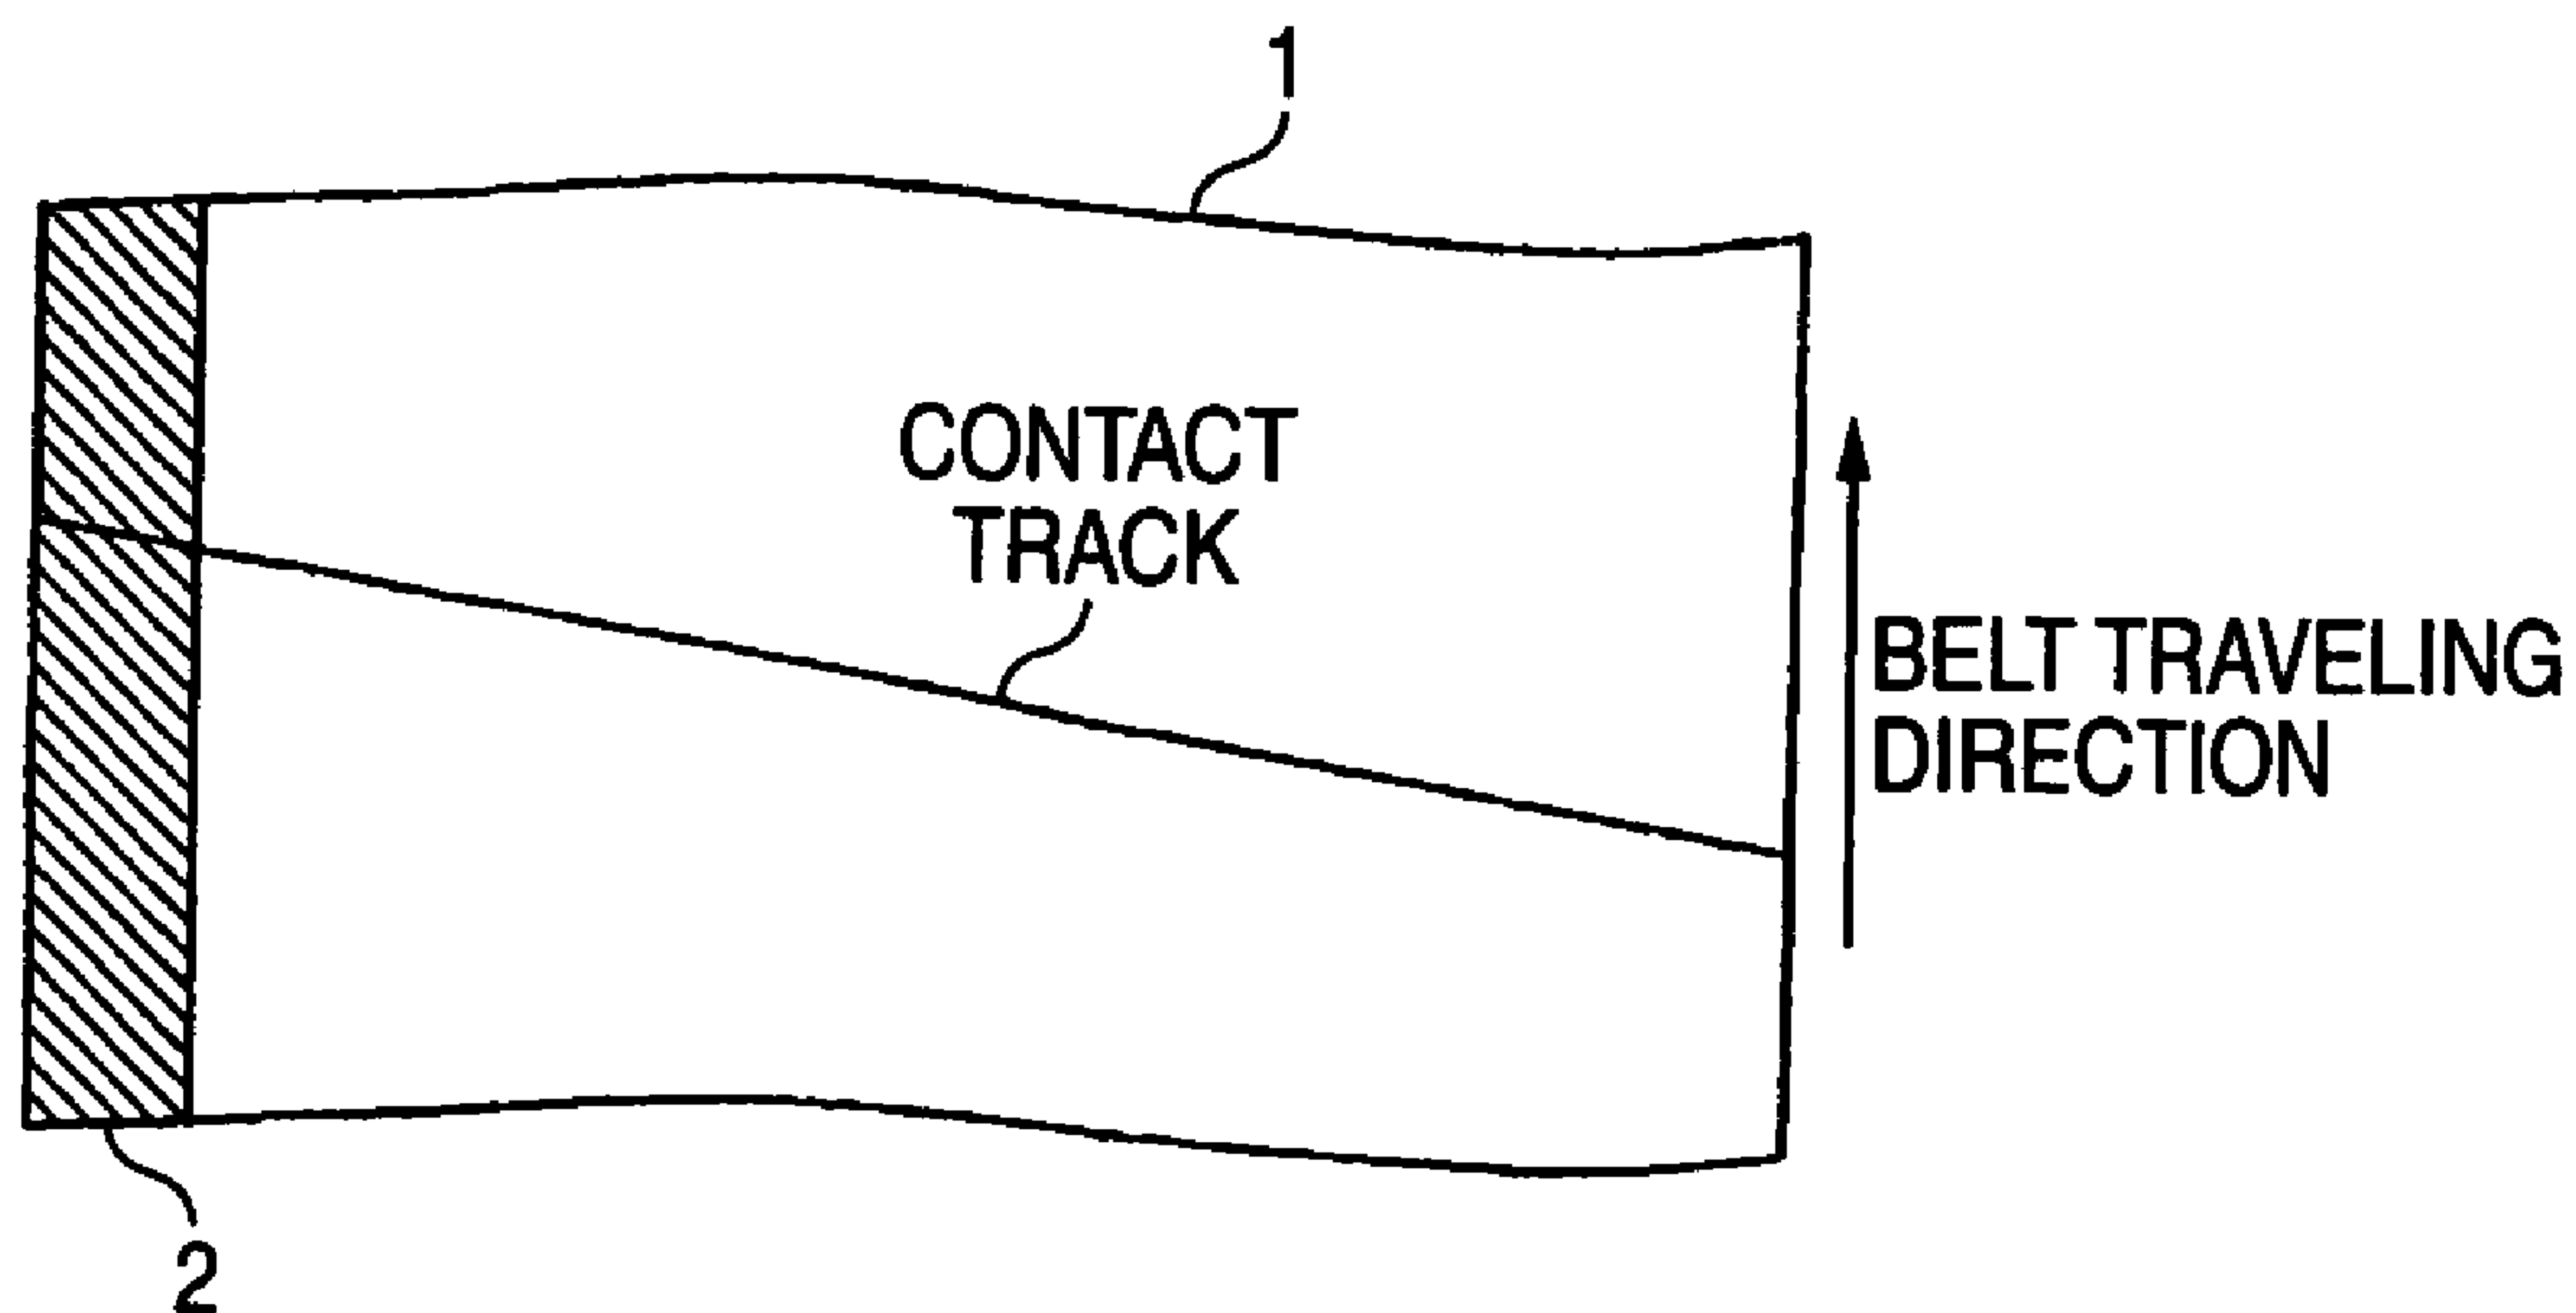 1
CONTACT
TRACK
BELT TRAVELING
DIRECTION
2